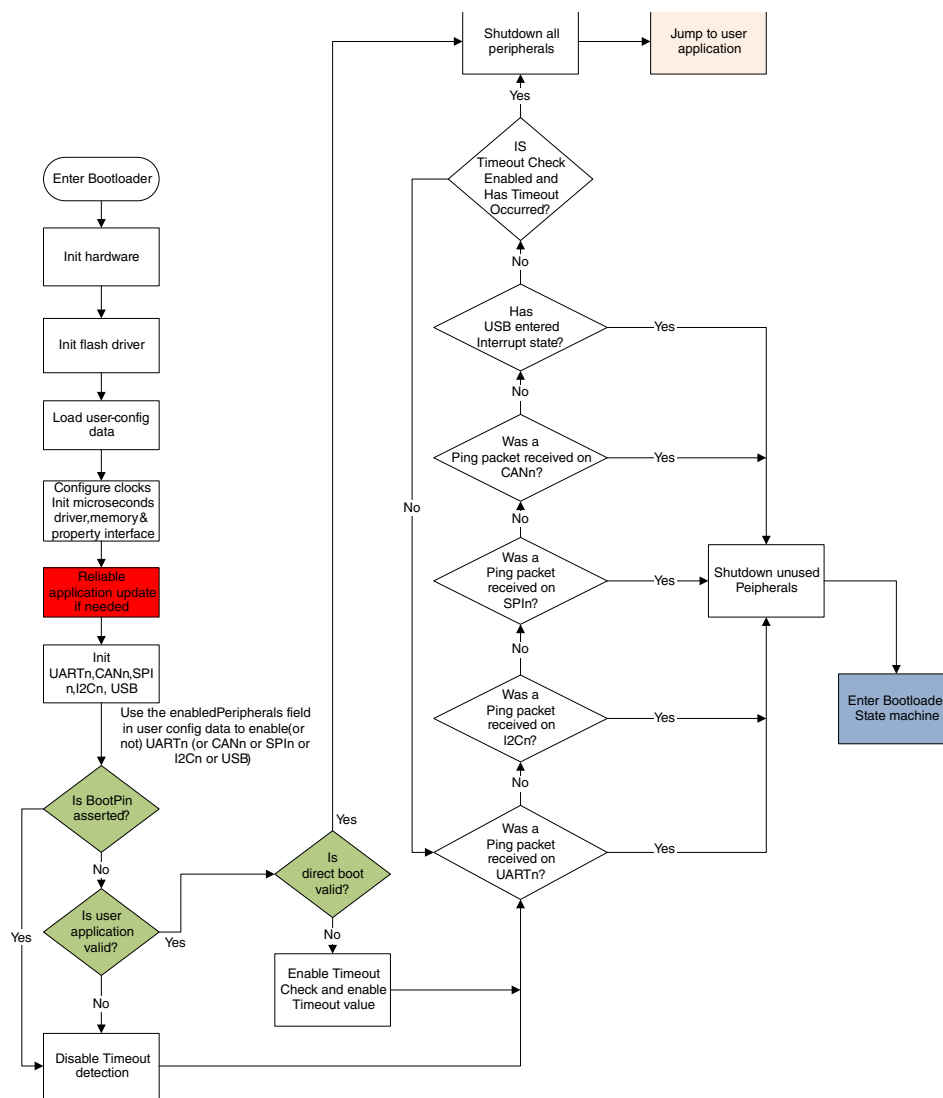 Shutdown all
peripherals
Jump to user
application
Yes
IS
Timeout Check
Enabled and
Has Timeout
Occurred?
Enter Bootloader
Init hardware
No
Has
USB entered
Interrupt state?
Yes
Init flash driver
No
Load user-config
data
Was a
Ping packet received on
CANn?
Yes
No
Configure clocks
Init microseconds
driver,memory&
property interface
No
Was a
Ping packet
received on
SPIn?
Yes
Shutdown unused
Peipherals
Reliable
application update
if needed
No
Init
UARTn,CANn,SPI
n,I2Cn, USB
Use the enabledPeripherals field
in user config data to enable(or
not) UARTn (or CANn or SPIn or
I2Cn or USB)
Was a
Ping packet
received on
I2Cn?
Yes
Enter Bootloader
State machine
No
Is BootPin
asserted?
Yes
Was a
Ping packet
received on
UARTn?
Yes
No
Is
direct boot
valid?
Is user
application
valid?
Yes
Yes
No
No
Enable Timeout
Check and enable
Timeout value
Disable Timeout
detection